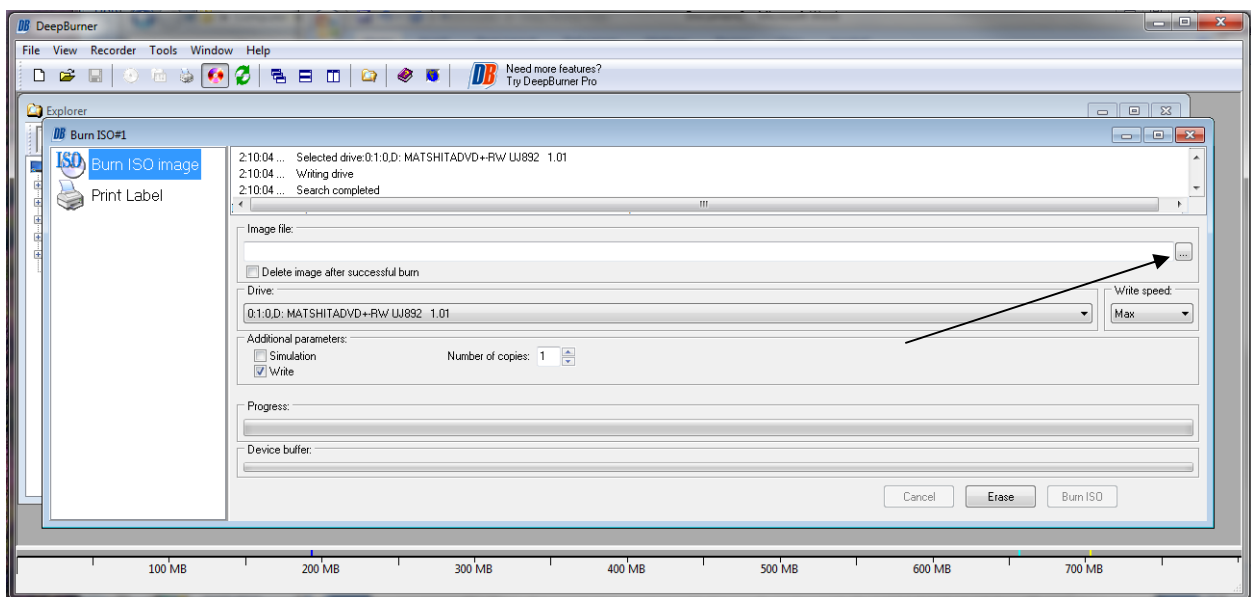 DB DeepBurner
File View Recorder Tools Window Help
DB Need more features?
Try DeepBurner Pro
Explorer
DB Burn ISO#1
ISO Burn ISO image
Print Label
2:10:04 ... Selected drive:0:1:0,D: MATSHITADVD+-RW UJ892 1.01
2:10:04 ... Writing drive
2:10:04 ... Search completed
Image file:
...
Delete image after successful burn
Drive:
Write speed:
0:1:0,D: MATSHITADVD+-RW UJ892 1.01
Max
Additional parameters:
Simulation
Number of copies: 1
Write
Progress:
Device buffer:
Cancel Erase Burn ISO
100 MB 200 MB 300 MB 400 MB 500 MB 600 MB 700 MB